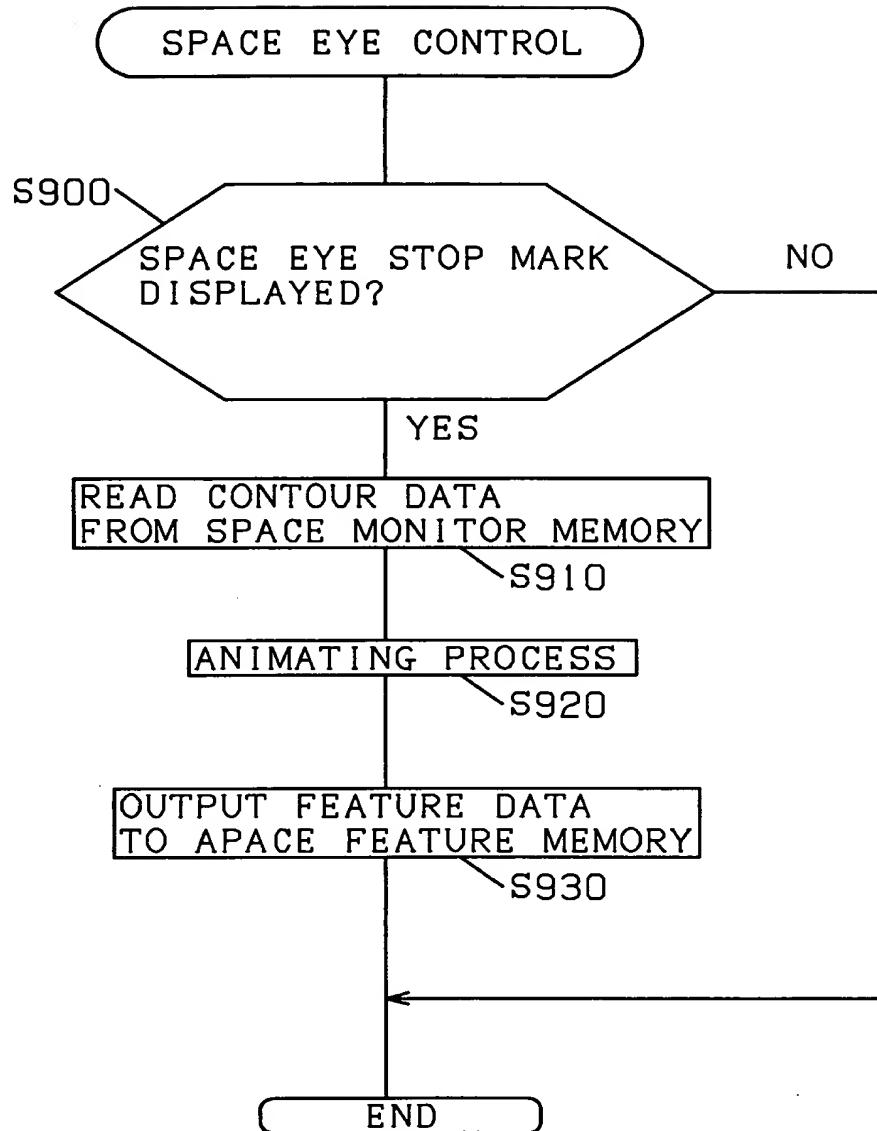 SPACE EYE CONTROL
S900
SPACE EYE STOP MARK
DISPLAYED?
NO
YES
READ CONTOUR DATA
FROM SPACE MONITOR MEMORY
S910
ANIMATING PROCESS
S920
OUTPUT FEATURE DATA
TO APACE FEATURE MEMORY
S930
END